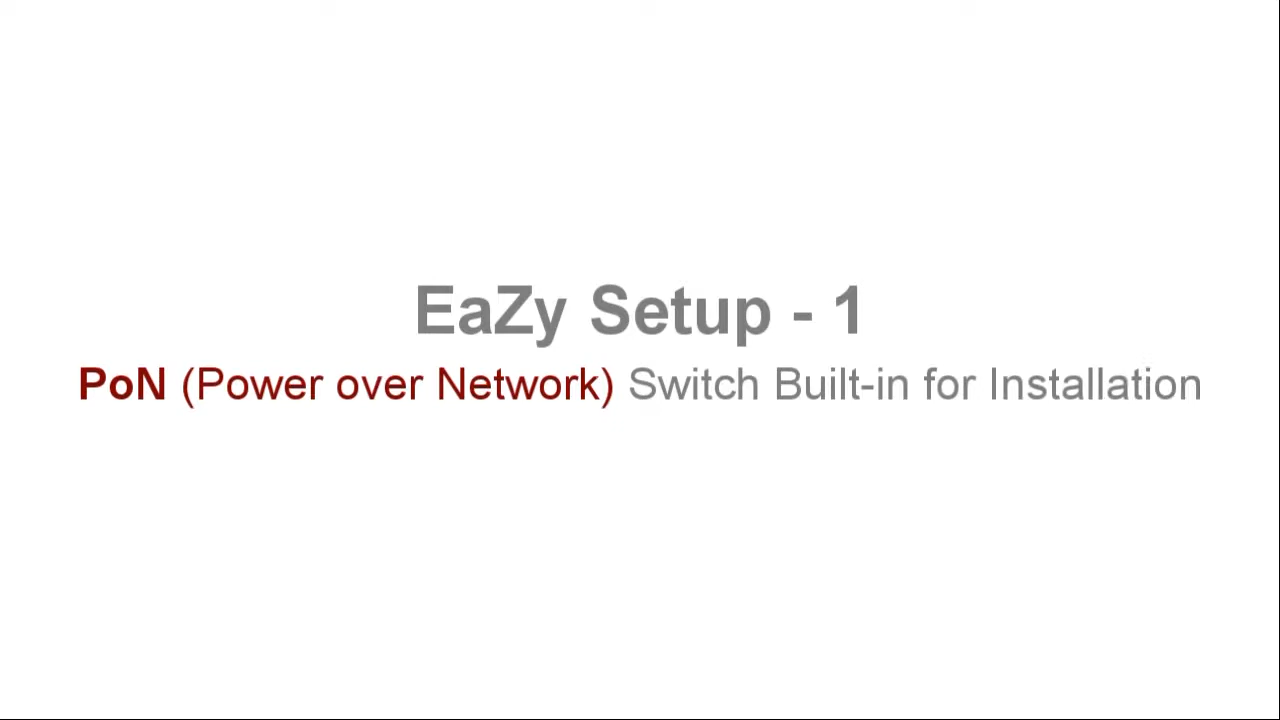 EaZy Setup - 1
PoN (Power over Network) Switch Built-in for Installation